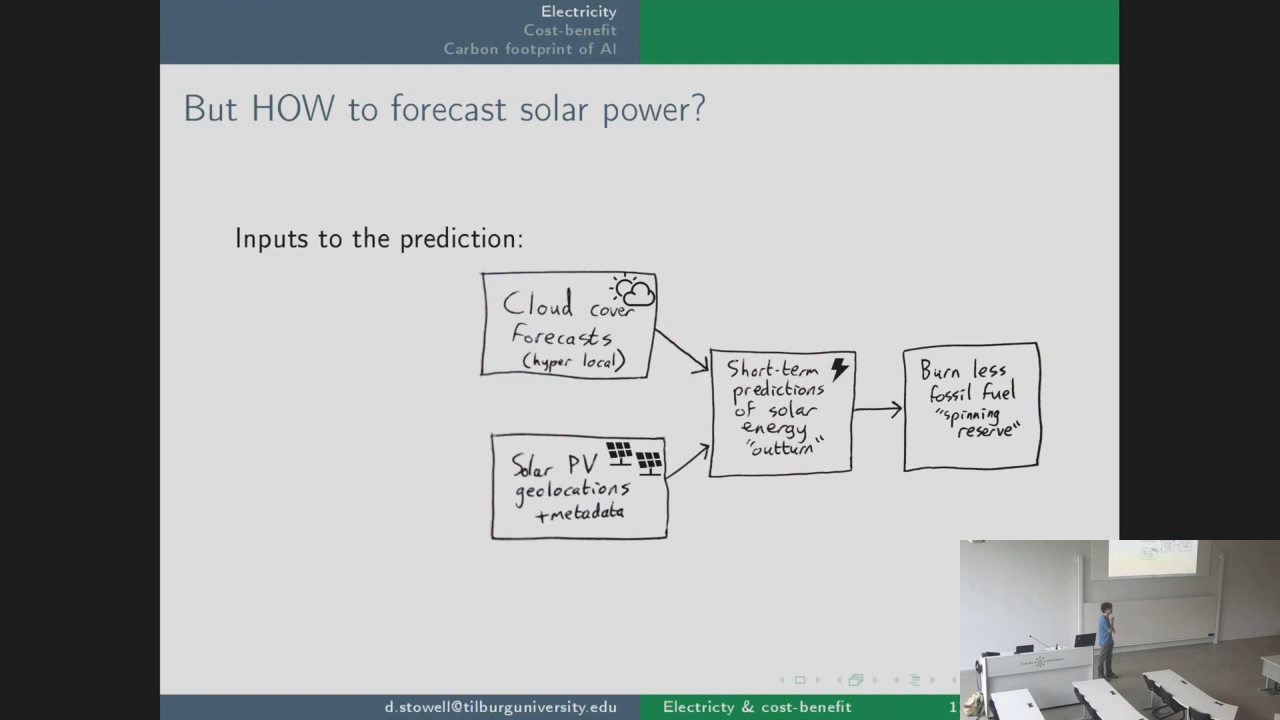 Electricity
Cost-benefit
Carbon footprint of AI
But HOW to forecast solar power?
Inputs to the prediction:
Cloud cover
forecasts
(hyper local)
Solar PV
geolocations
+metadata
Short-term
predictions
of solar
energy
"outturn"
Burn less
fossil fuel
"spinning
reserve"
d.stowell@tilburguniversity.edu
Electricty & cost-benefit
1